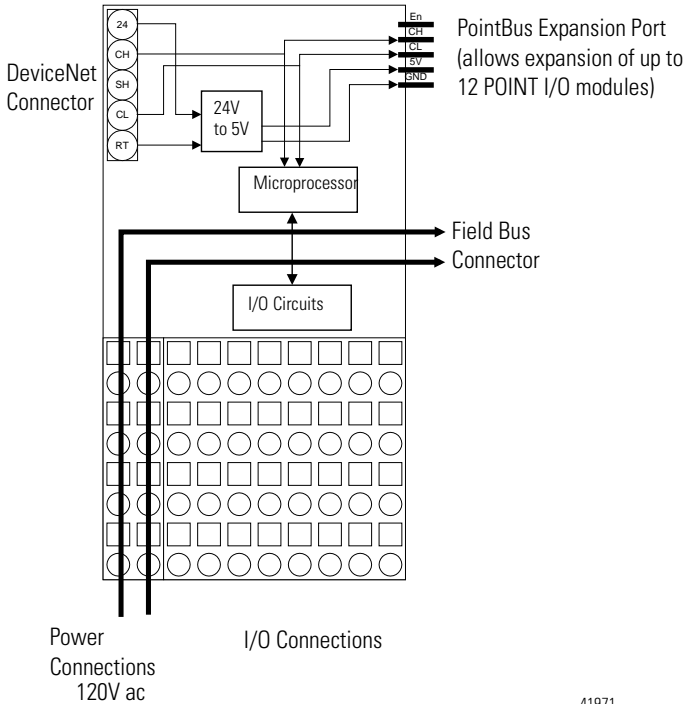 24
CH
SH
CL
RT
DeviceNet
Connector
24V
to 5V
En
CH
CL
5V
GND
PointBus Expansion Port
(allows expansion of up to
12 POINT I/O modules)
Microprocessor
Field Bus
Connector
I/O Circuits
Power
Connections
120V ac
I/O Connections
41971